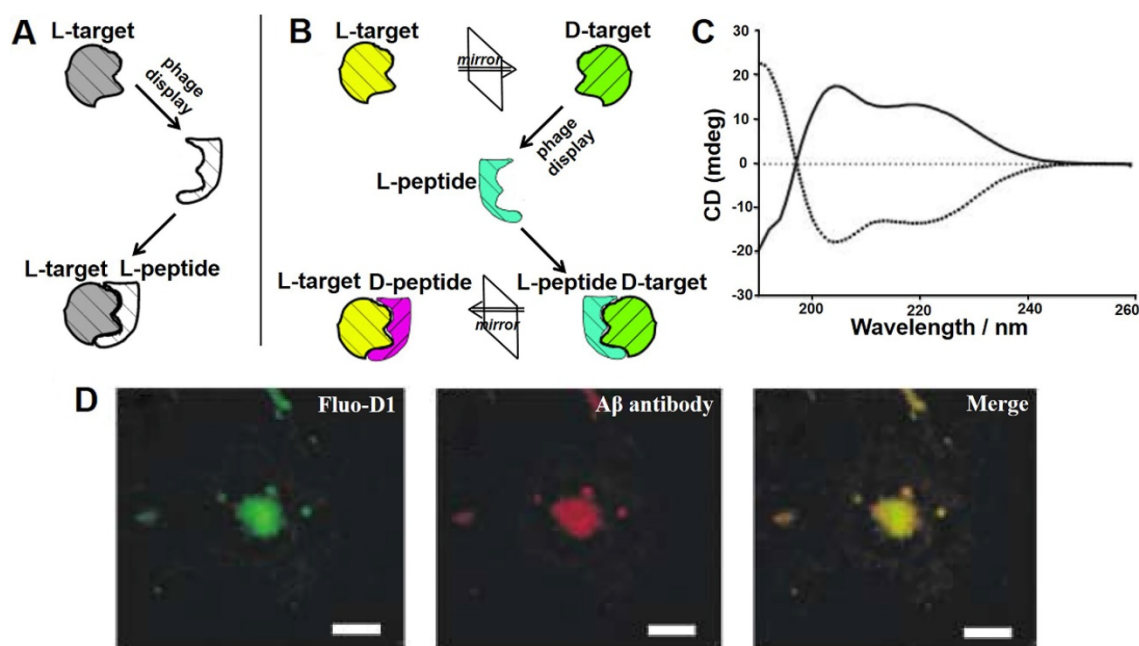 A
L-target
phage
display
L-target L-peptide
B
L-target
D-target
mirror
phage
display
L-peptide
L-target D-peptide
L-peptide D-target
mirror
C
30
20
10
0
-10
-20
-30
CD (mdeg)
200
220
240
260
Wavelength / nm
D
Fluo-D1
Aβ antibody
Merge